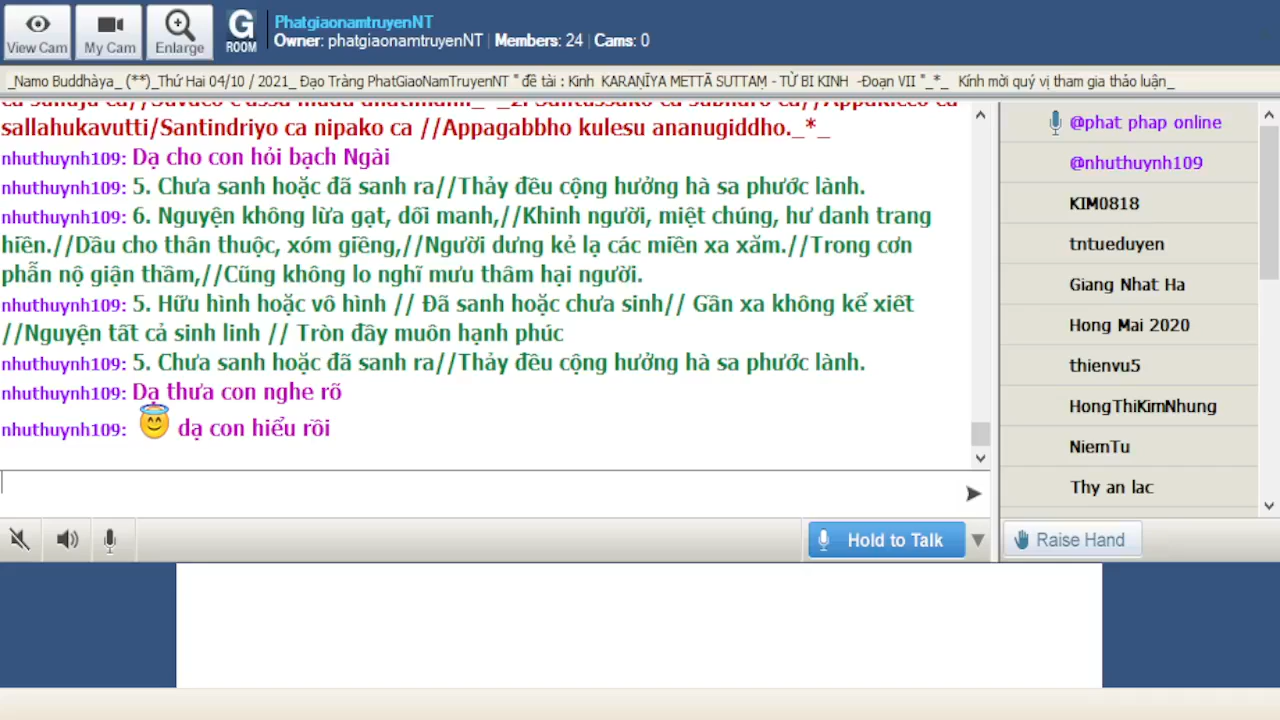 View Cam
My Cam
Enlarge
G
ROOM
PhatgiaonamtruyenNT
Owner: phatgiaonamtruyenNT | Members: 24 | Cams: 0
_Namo Buddhàya_ (**)_Thứ Hai 04/10 / 2021_ Đạo Tràng PhatGiaoNamTruyenNT " đề tài : Kinh KARAṆĪYA METTĀ SUTTAṂ - TỪ BI KINH -Đoạn VII "_*_ Kính mời quý vị tham gia thảo luận_
sallahukavutti/Santindriyo ca nipako ca //Appagabbho kulesu ananugiddho._*_
nhuthuynh109: Dạ cho con hỏi bạch Ngài
nhuthuynh109: 5. Chưa sanh hoặc đã sanh ra//Thảy đều cộng hưởng hà sa phước lành.
nhuthuynh109: 6. Nguyện không lừa gạt, dối manh,//Khinh người, miệt chúng, hư danh trang
hiền.//Dầu cho thân thuộc, xóm giềng,//Người dưng kẻ lạ các miền xa xăm.//Trong cơn
phẫn nộ giận thầm,//Cũng không lo nghĩ mưu thâm hại người.
nhuthuynh109: 5. Hữu hình hoặc vô hình // Đã sanh hoặc chưa sinh// Gần xa không kể xiết
//Nguyện tất cả sinh linh // Tròn đầy muôn hạnh phúc
nhuthuynh109: 5. Chưa sanh hoặc đã sanh ra//Thảy đều cộng hưởng hà sa phước lành.
nhuthuynh109: Dạ thưa con nghe rõ
nhuthuynh109: dạ con hiểu rồi
Hold to Talk
@phat phap online
@nhuthuynh109
KIM0818
tntueduyen
Giang Nhat Ha
Hong Mai 2020
thienvu5
HongThiKimNhung
NiemTu
Thy an lac
Raise Hand